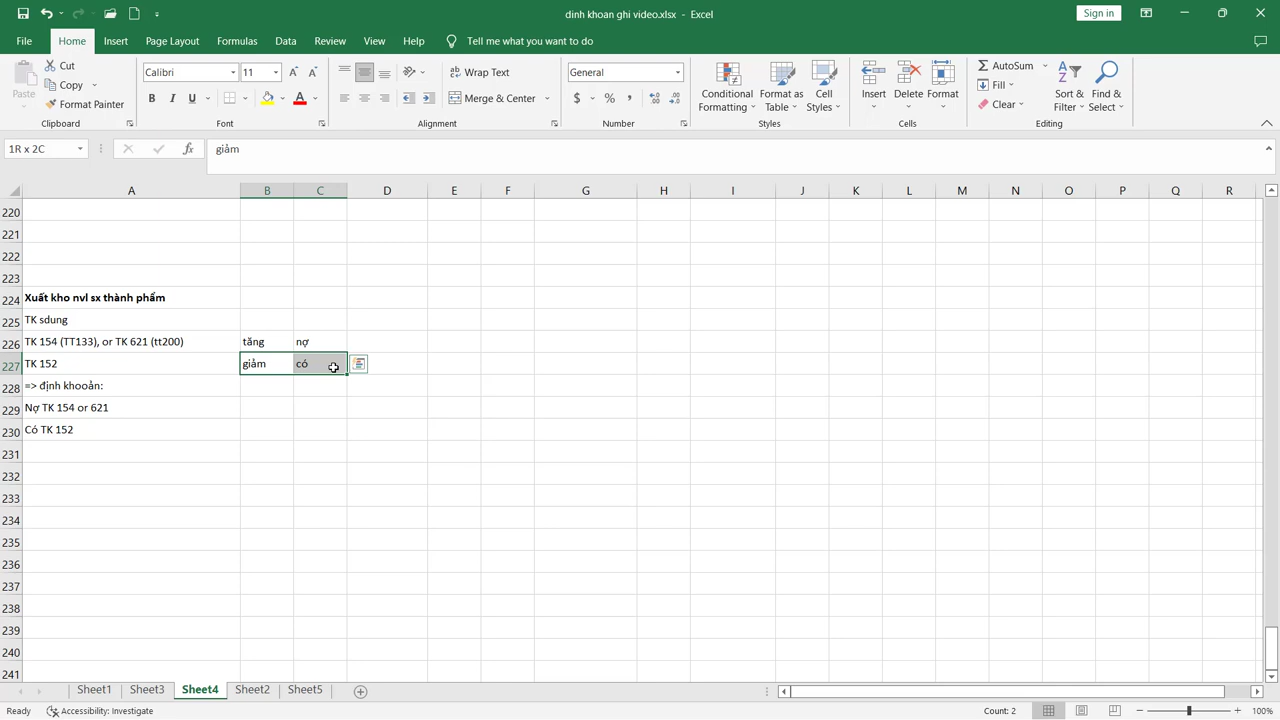 dinh khoan ghi video.xlsx - Excel
Sign in
File Home Insert Page Layout Formulas Data Review View Help Tell me what you want to do
Paste
Cut
Copy
Format Painter
Clipboard
Calibri 11
B I U
Font
Wrap Text
Merge & Center
Alignment
General
$ % ,
Number
Conditional Formatting
Format as Table
Cell Styles
Styles
Insert
Delete
Format
Cells
AutoSum
Fill
Clear
Sort & Filter
Find & Select
Editing
1R x 2C
fx
giảm
A B C D E F G H I J K L M N O P Q R
220
221
222
223
224 Xuất kho nvl sx thành phẩm
225 TK sdung
226 TK 154 (TT133), or TK 621 (tt200) tăng nợ
227 TK 152 giảm có
228 => định khooản:
229 Nợ TK 154 or 621
230 Có TK 152
231
232
233
234
235
236
237
238
239
240
241
Sheet1 Sheet3 Sheet4 Sheet2 Sheet5
Ready Accessibility: Investigate Count: 2 100%